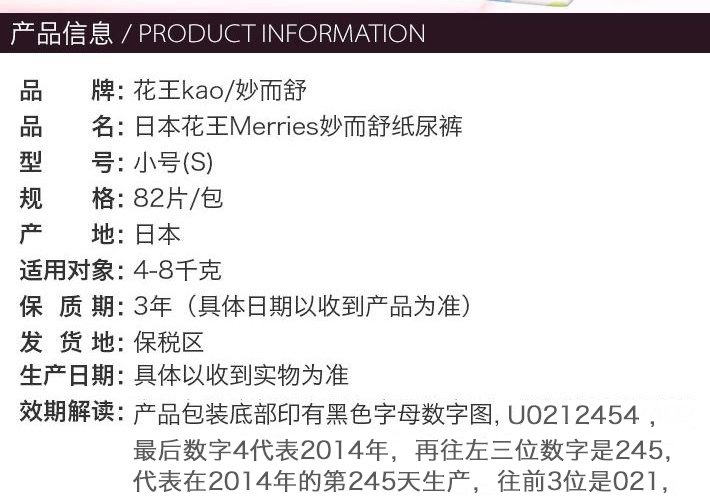 产品信息 / PRODUCT INFORMATION
品 牌: 花王kao/妙而舒
品 名: 日本花王Merries妙而舒纸尿裤
型 号: 小号(S)
规 格: 82片/包
产 地: 日本
适用对象: 4-8千克
保 质 期: 3年（具体日期以收到产品为准）
发 货 地: 保税区
生产日期: 具体以收到实物为准
效期解读: 产品包装底部印有黑色字母数字图, U0212454，
最后数字4代表2014年，再往左三位数字是245,
代表在2014年的第245天生产，往前3位是021,